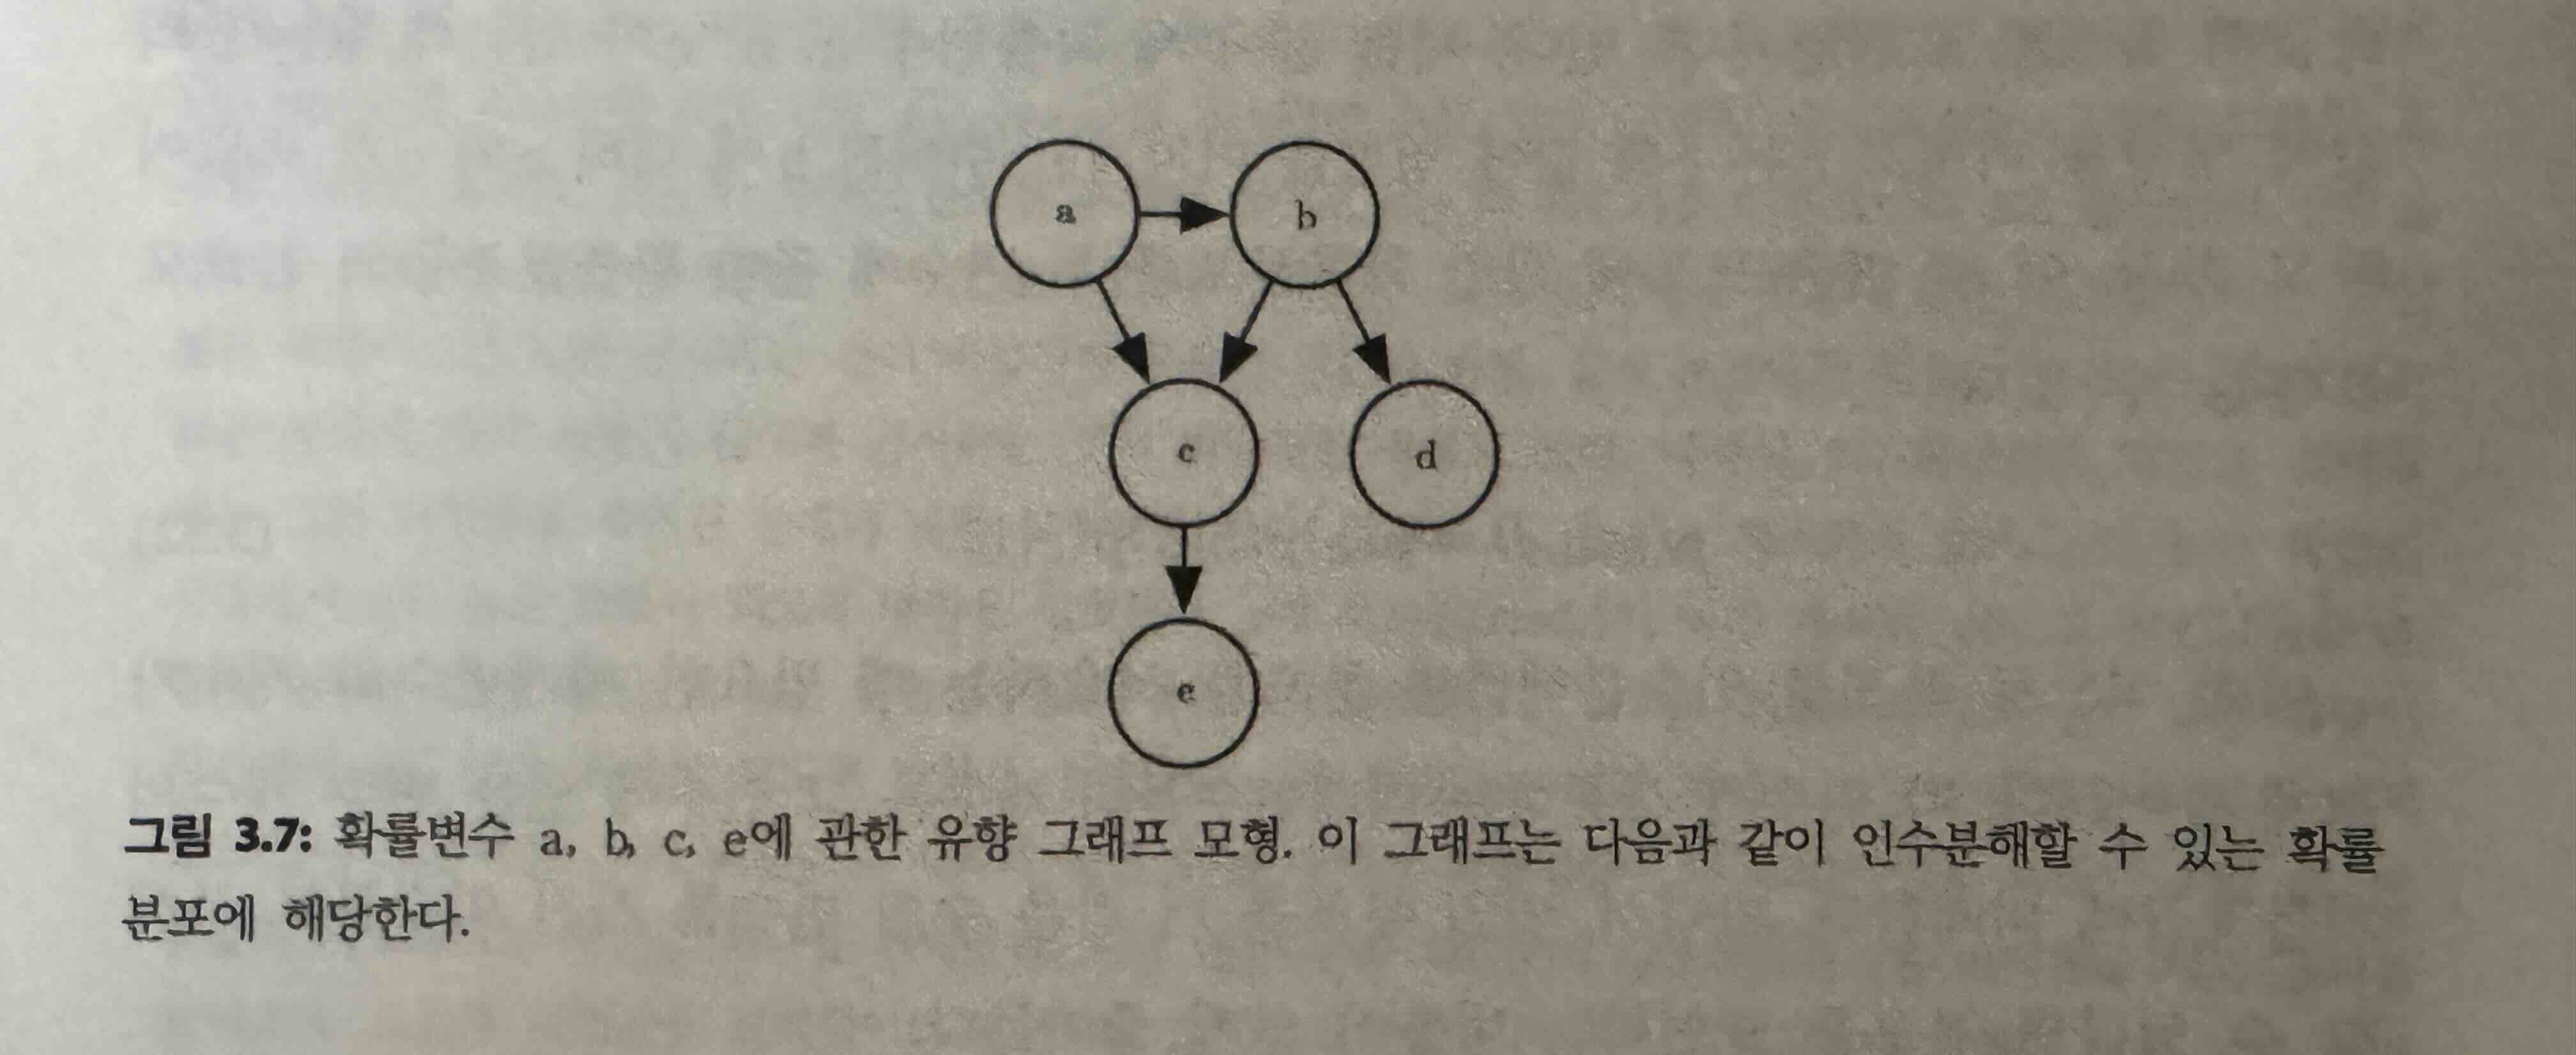 a
b
c
d
e
그림 3.7: 확률변수 a, b, c, e에 관한 유향 그래프 모형. 이 그래프는 다음과 같이 인수분해할 수 있는 확률
분포에 해당한다.